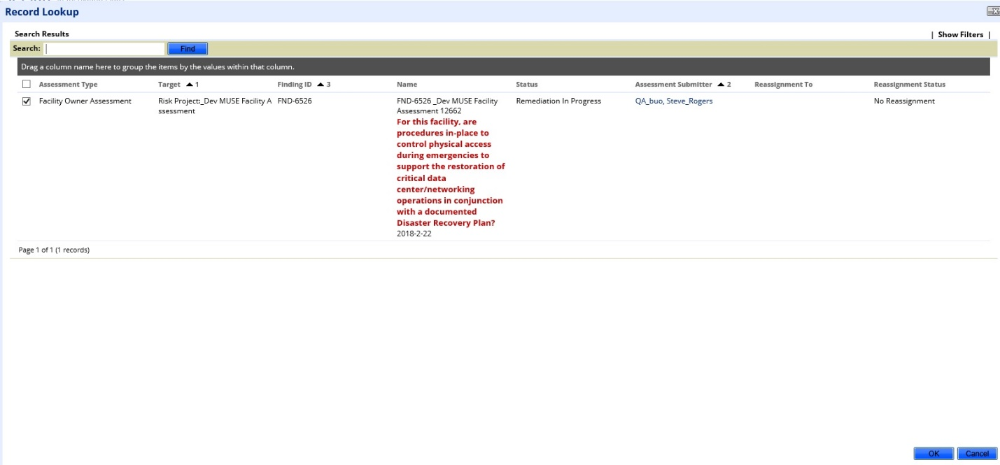 Record Lookup
Search Results
| Show Filters |
Search:
Find
Drag a column name here to group the items by the values within that column.
Assessment Type Target ▲ 1 Finding ID ▲ 3 Name Status Assessment Submitter ▲ 2 Reassignment To Reassignment Status
Facility Owner Assessment Risk Project:_Dev MUSE Facility A FND-6526 FND-6526 _Dev MUSE Facility Remediation In Progress QA_buo, Steve_Rogers No Reassignment
ssessment Assessment 12662
For this facility, are
procedures in-place to
control physical access
during emergencies to
support the restoration of
critical data
center/networking
operations in conjunction
with a documented
Disaster Recovery Plan?
2018-2-22
Page 1 of 1 (1 records)
OK Cancel